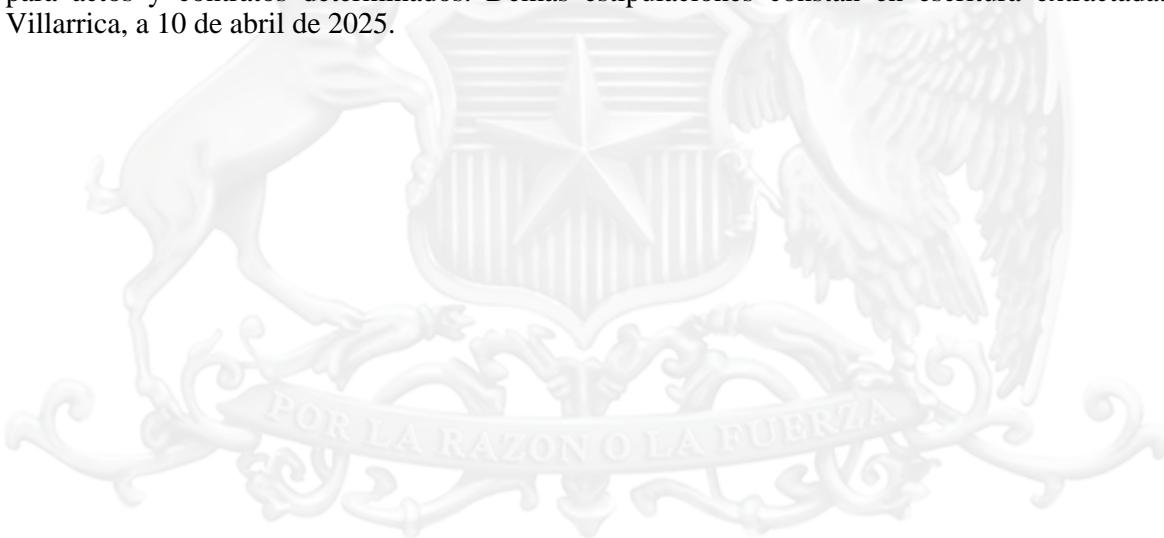 para actos y contratos determinados. Demás estipulaciones constan en escritura extractada.
Villarrica, a 10 de abril de 2025.
POR LA RAZON O LA FUERZA